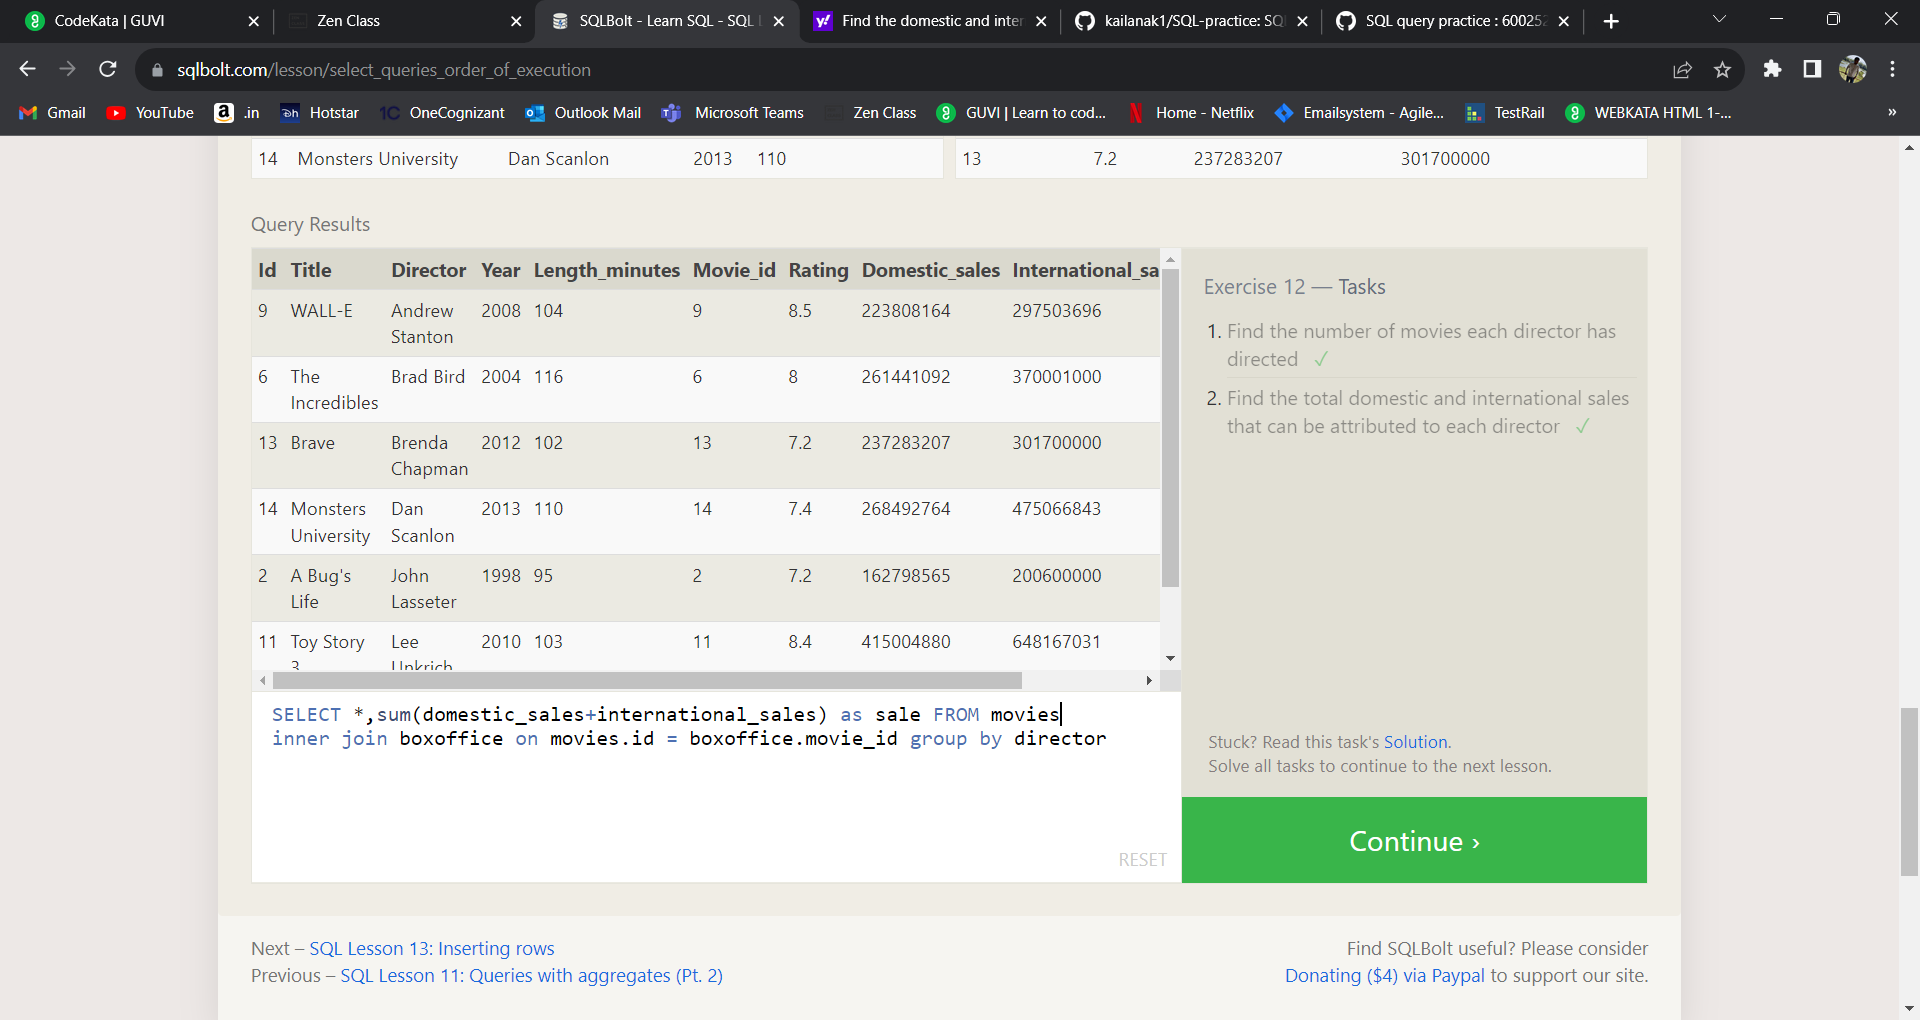 CodeKata | GUVI
Zen Class
SQLBolt - Learn SQL - SQL
Find the domestic and inter
kailanak1/SQL-practice: SQ
SQL query practice : 60025
sqlbolt.com/lesson/select_queries_order_of_execution
Gmail
YouTube
.in
Hotstar
OneCognizant
Outlook Mail
Microsoft Teams
Zen Class
GUVI | Learn to cod...
Home - Netflix
Emailsystem - Agile...
TestRail
WEBKATA HTML 1-...
»
14 Monsters University Dan Scanlon 2013 110
13 7.2 237283207 301700000
Query Results
Id Title Director Year Length_minutes Movie_id Rating Domestic_sales International_sa
9 WALL-E Andrew 2008 104 9 8.5 223808164 297503696
Stanton
6 The Brad Bird 2004 116 6 8 261441092 370001000
Incredibles
13 Brave Brenda 2012 102 13 7.2 237283207 301700000
Chapman
14 Monsters Dan 2013 110 14 7.4 268492764 475066843
University Scanlon
2 A Bug's John 1998 95 2 7.2 162798565 200600000
Life Lasseter
11 Toy Story Lee 2010 103 11 8.4 415004880 648167031
3 Unkrich
SELECT *,sum(domestic_sales+international_sales) as sale FROM movies
inner join boxoffice on movies.id = boxoffice.movie_id group by director
RESET
Exercise 12 — Tasks
1. Find the number of movies each director has
directed ✓
2. Find the total domestic and international sales
that can be attributed to each director ✓
Stuck? Read this task's Solution.
Solve all tasks to continue to the next lesson.
Continue ›
Next – SQL Lesson 13: Inserting rows
Previous – SQL Lesson 11: Queries with aggregates (Pt. 2)
Find SQLBolt useful? Please consider
Donating ($4) via Paypal to support our site.